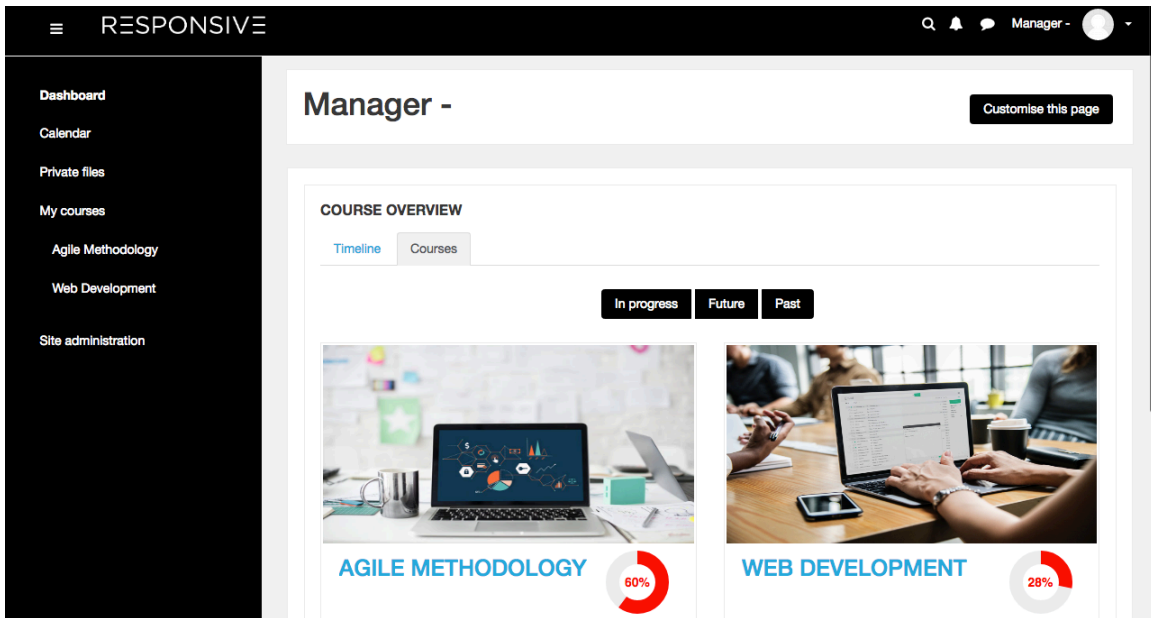 RESPONSIVE
Manager -
Dashboard
Calendar
Private files
My courses
Agile Methodology
Web Development
Site administration
Manager -
Customise this page
COURSE OVERVIEW
Timeline
Courses
In progress
Future
Past
AGILE METHODOLOGY
60%
WEB DEVELOPMENT
28%